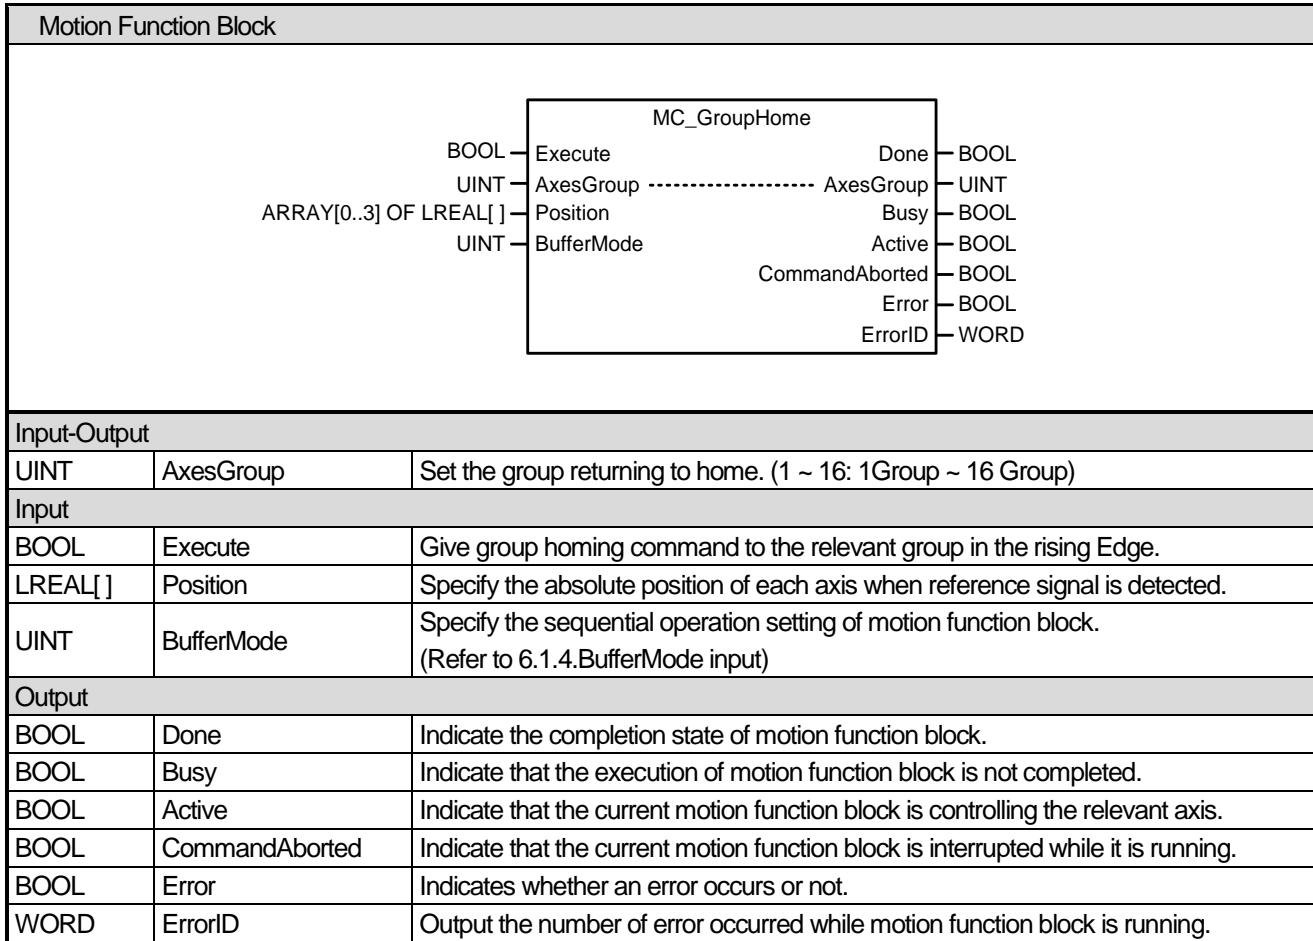 Motion Function Block
MC_GroupHome
BOOL Execute Done BOOL
UINT AxesGroup AxesGroup UINT
ARRAY[0..3] OF LREAL[ ] Position Busy BOOL
UINT BufferMode Active BOOL
CommandAborted BOOL
Error BOOL
ErrorID WORD
Input-Output
UINT AxesGroup Set the group returning to home. (1 ~ 16: 1Group ~ 16 Group)
Input
BOOL Execute Give group homing command to the relevant group in the rising Edge.
LREAL[ ] Position Specify the absolute position of each axis when reference signal is detected.
UINT BufferMode Specify the sequential operation setting of motion function block.
(Refer to 6.1.4.BufferMode input)
Output
BOOL Done Indicate the completion state of motion function block.
BOOL Busy Indicate that the execution of motion function block is not completed.
BOOL Active Indicate that the current motion function block is controlling the relevant axis.
BOOL CommandAborted Indicate that the current motion function block is interrupted while it is running.
BOOL Error Indicates whether an error occurs or not.
WORD ErrorID Output the number of error occurred while motion function block is running.